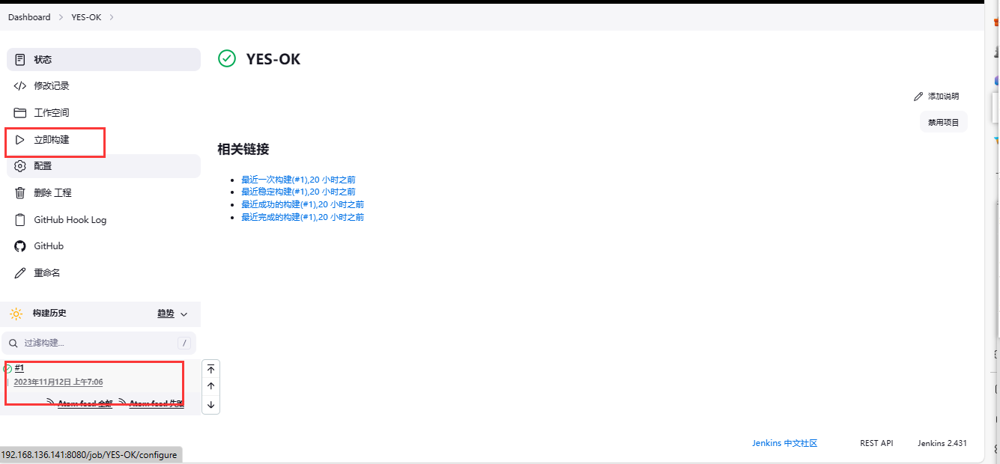 Dashboard > YES-OK >
状态
修改记录
工作空间
立即构建
配置
删除 工程
GitHub Hook Log
GitHub
重命名
构建历史 趋势
过滤构建... /
#1
2023年11月12日 上午7:06
Atom feed 全部 Atom feed 失败
YES-OK
添加说明
禁用项目
相关链接
最近一次构建(#1),20 小时之前
最近稳定构建(#1),20 小时之前
最近成功的构建(#1),20 小时之前
最近完成的构建(#1),20 小时之前
Jenkins 中文社区 REST API Jenkins 2.431
192.168.136.141:8080/job/YES-OK/configure